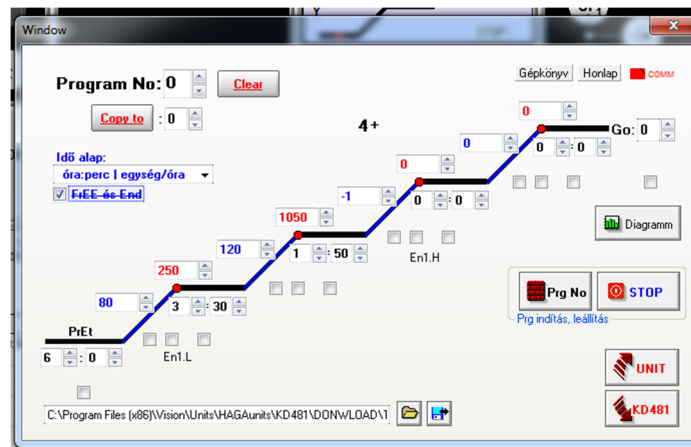 Window
Program No: 0 Clear
Gépkönyv Honlap COMM
Copy to : 0
4+
0
Go: 0
0 0 : 0
Idő alap:
óra:perc | egység/óra
FrEE és End
0
-1 0 : 0
1050
En1.H
Diagramm
120 1 : 50
250
80 3 : 30
Prg No STOP
Prg indítás, leállítás
PrEt
En1.L
6 : 0
UNIT
KD481
C:\Program Files (x86)\Vision\Units\HAGAunits\KD481\DONWLOAD\1